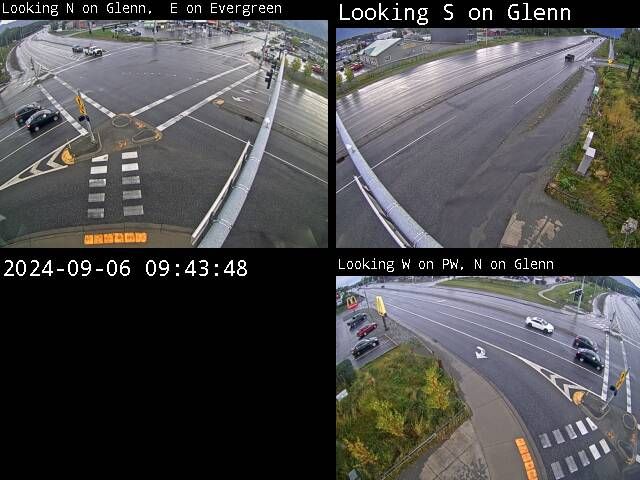 Looking N on Glenn,  E on Evergreen
Looking S on Glenn
2024-09-06 09:43:48
Looking W on PW, N on Glenn